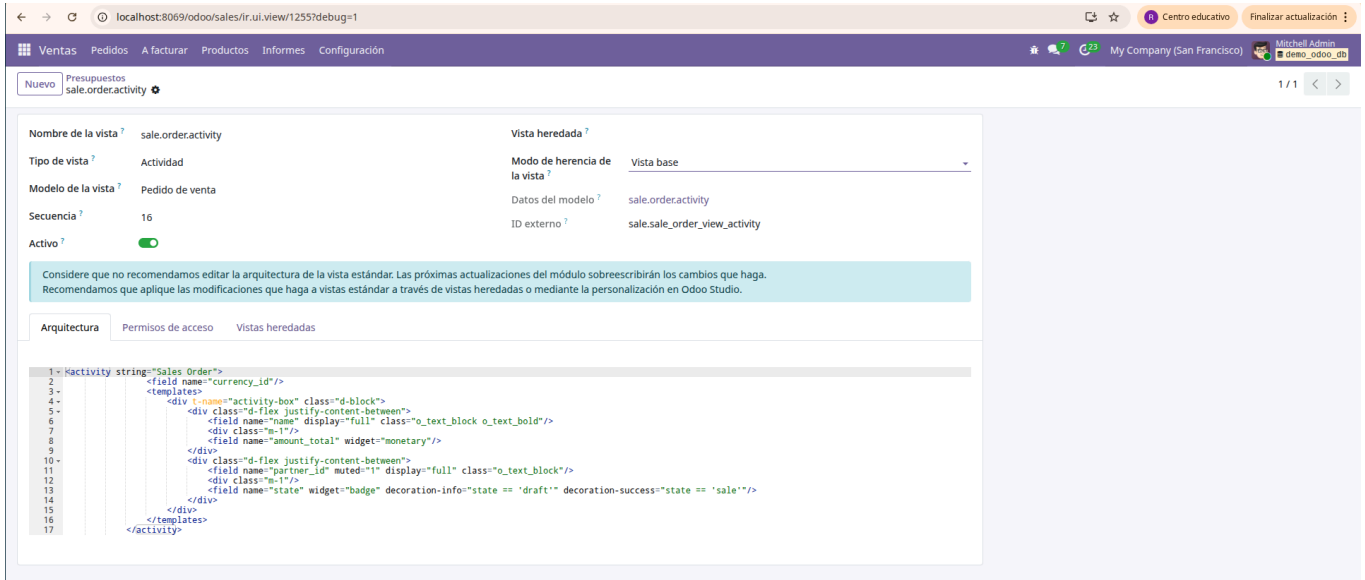 localhost:8069/odoo/sales/ir.ui.view/1255?debug=1
R Centro educativo
Finalizar actualización
Ventas Pedidos A facturar Productos Informes Configuración
7 23 My Company (San Francisco) Mitchell Admin
demo_odoo_db
Nuevo Presupuestos
sale.order.activity
1 / 1
Nombre de la vista ? sale.order.activity
Vista heredada ?
Tipo de vista ? Actividad
Modo de herencia de la vista ? Vista base
Modelo de la vista ? Pedido de venta
Datos del modelo ? sale.order.activity
Secuencia ? 16
ID externo ? sale.sale_order_view_activity
Activo ?
Considere que no recomendamos editar la arquitectura de la vista estándar. Las próximas actualizaciones del módulo sobreescribirán los cambios que haga.
Recomendamos que aplique las modificaciones que haga a vistas estándar a través de vistas heredadas o mediante la personalización en Odoo Studio.
Arquitectura Permisos de acceso Vistas heredadas
1 <activity string="Sales Order">
2 <field name="currency_id"/>
3 <templates>
4 <div t-name="activity-box" class="d-block">
5 <div class="d-flex justify-content-between">
6 <field name="name" display="full" class="o_text_block o_text_bold"/>
7 <div class="m-1"/>
8 <field name="amount_total" widget="monetary"/>
9 </div>
10 <div class="d-flex justify-content-between">
11 <field name="partner_id" muted="1" display="full" class="o_text_block"/>
12 <div class="m-1"/>
13 <field name="state" widget="badge" decoration-info="state == 'draft'" decoration-success="state == 'sale'"/>
14 </div>
15 </div>
16 </templates>
17 </activity>